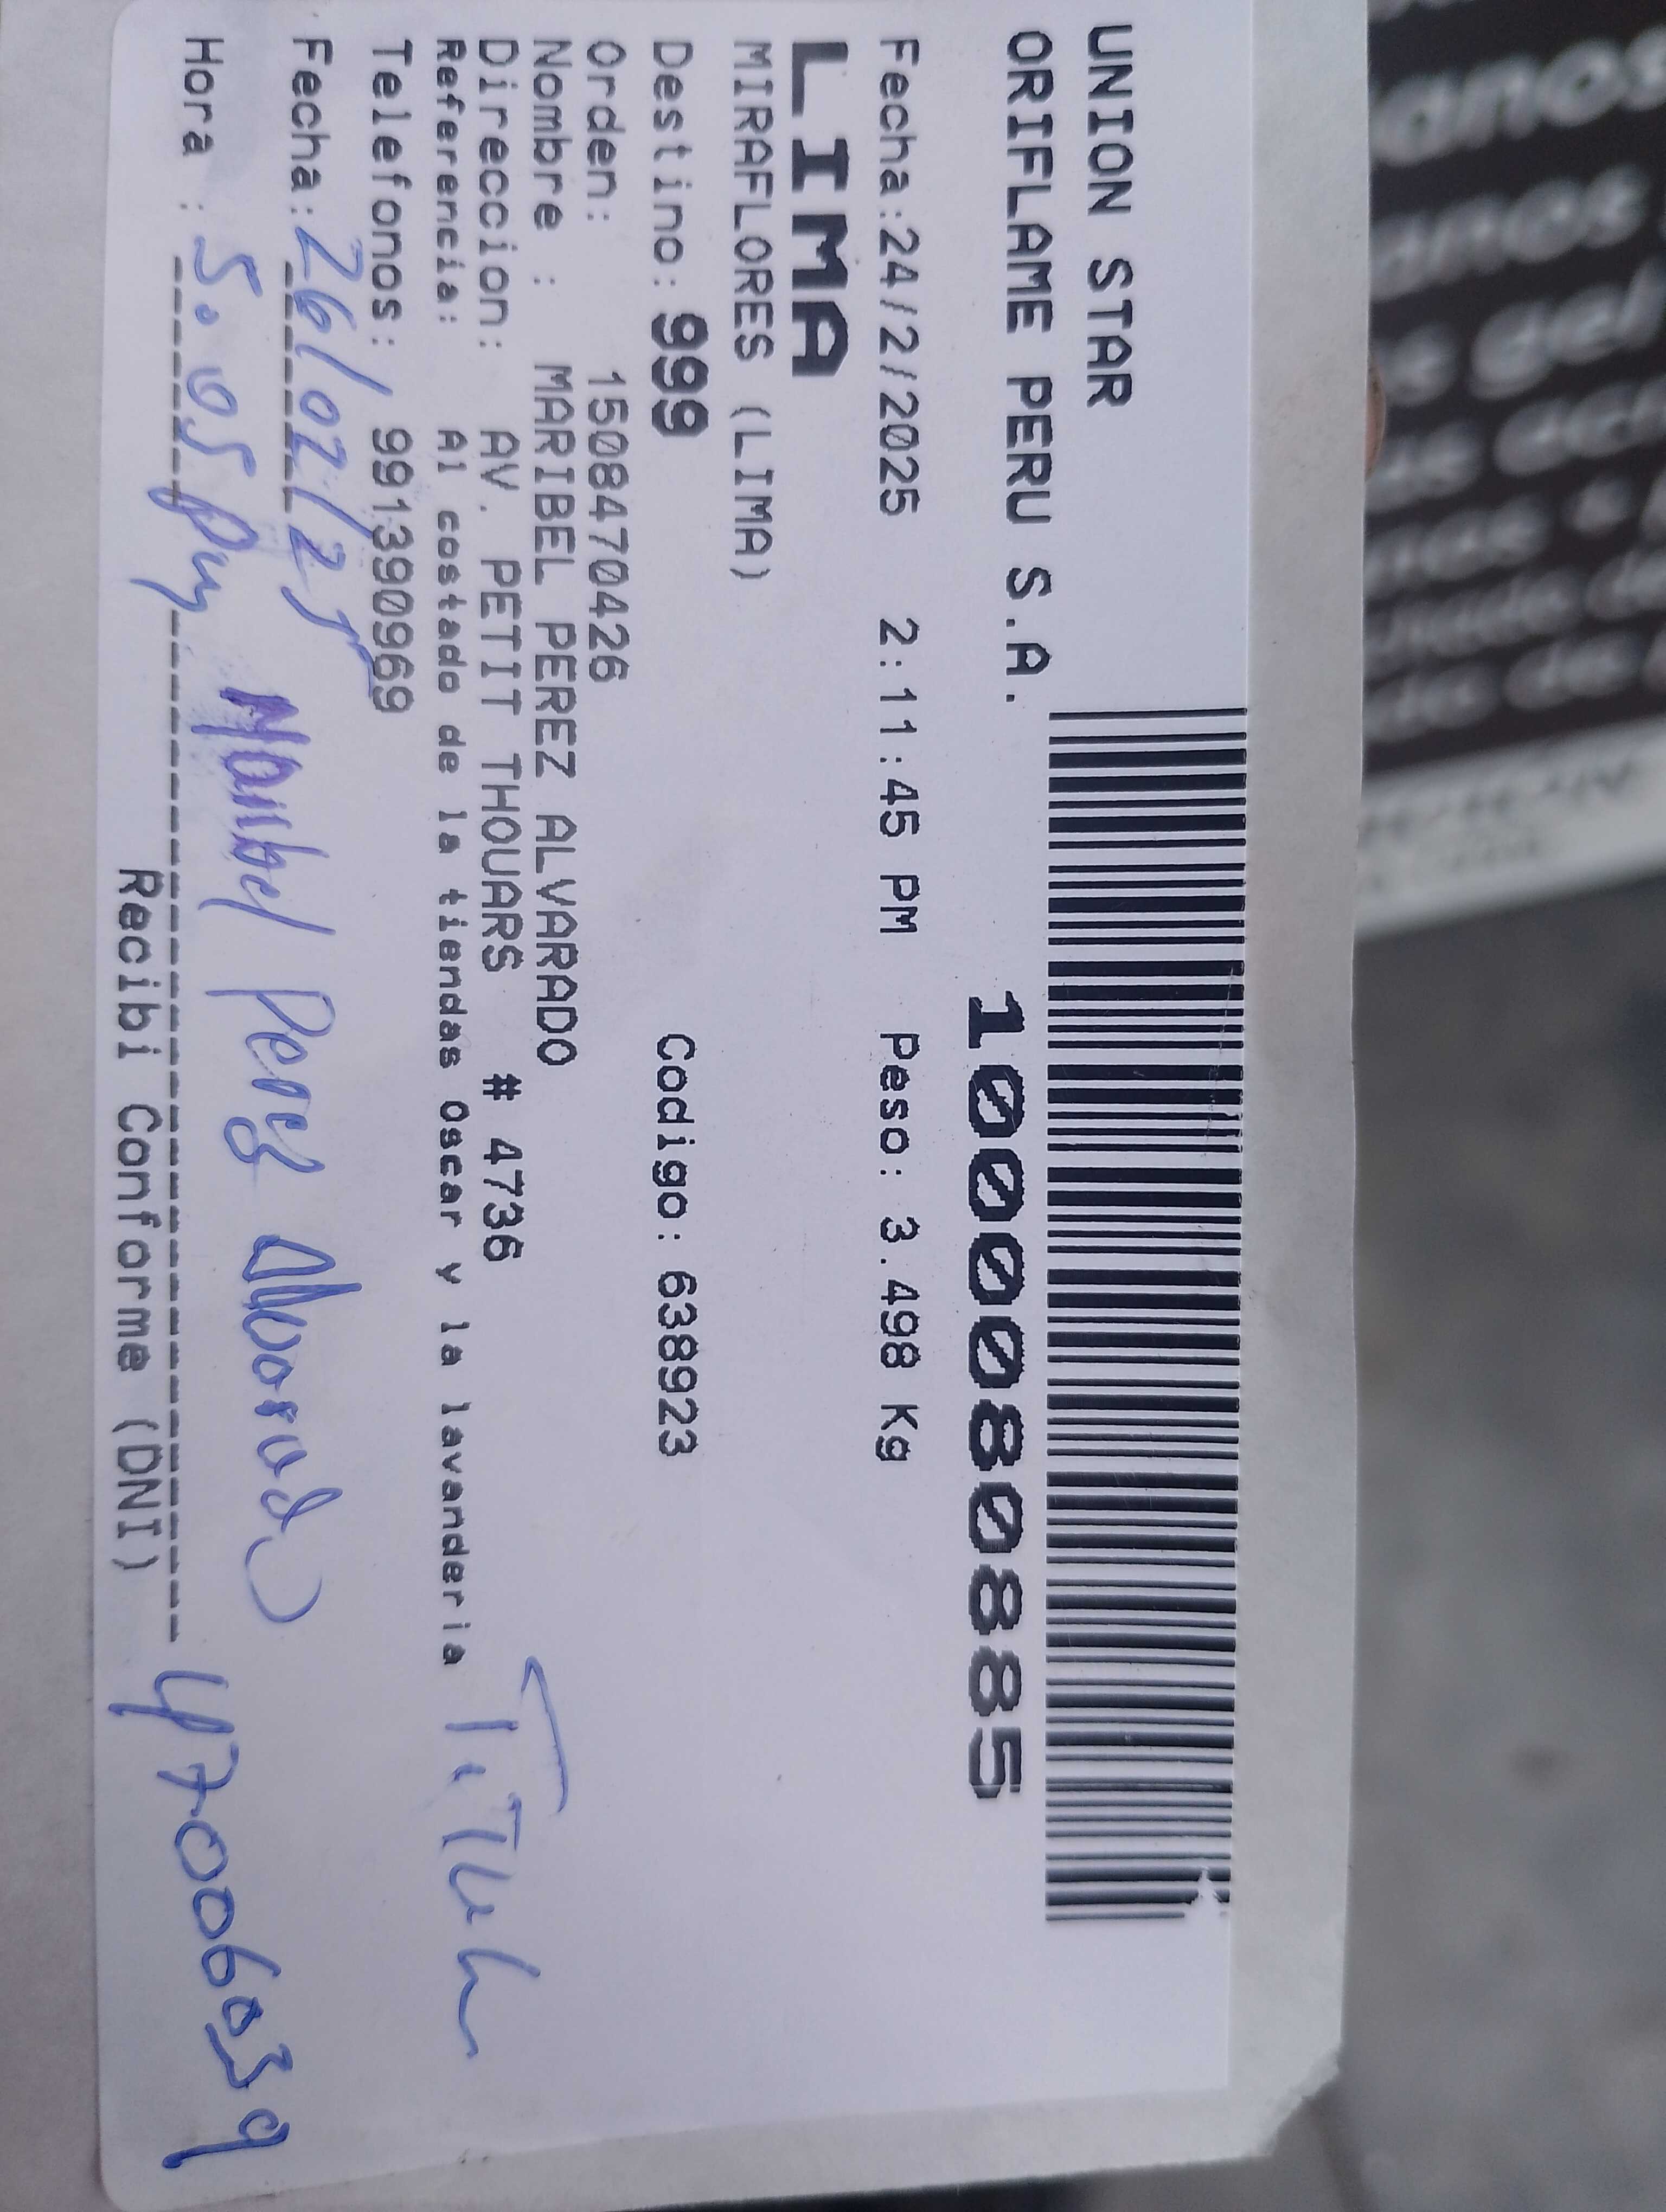 UNION STAR
ORIFLAME PERU S.A.
10000808885
Fecha:24/2/2025 2:11:45 PM Peso: 3.498 Kg
LIMA
MIRAFLORES (LIMA)
Destino: 999 Codigo: 638923
Orden: 1508470426
Nombre : MARIBEL PEREZ ALVARADO
Direccion: AV. PETIT THOUARS # 4736
Referencia: Al costado de la tiendas Oscar y la lavanderia
Telefonos: 991390969
Fecha: 26/02/25
Maribel Perez Alvarado
Hora : 5.05 pm
Recibi Conforme (DNI) 47006039